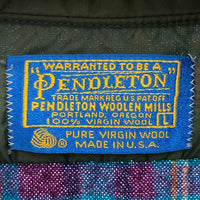 WARRANTED TO BE A
"PENDLETON"
TRADE MARK REG. U.S. PAT. OFF.
PENDLETON WOOLEN MILLS
PORTLAND, OREGON
100% VIRGIN WOOL L
PURE VIRGIN WOOL
MADE IN U.S.A.